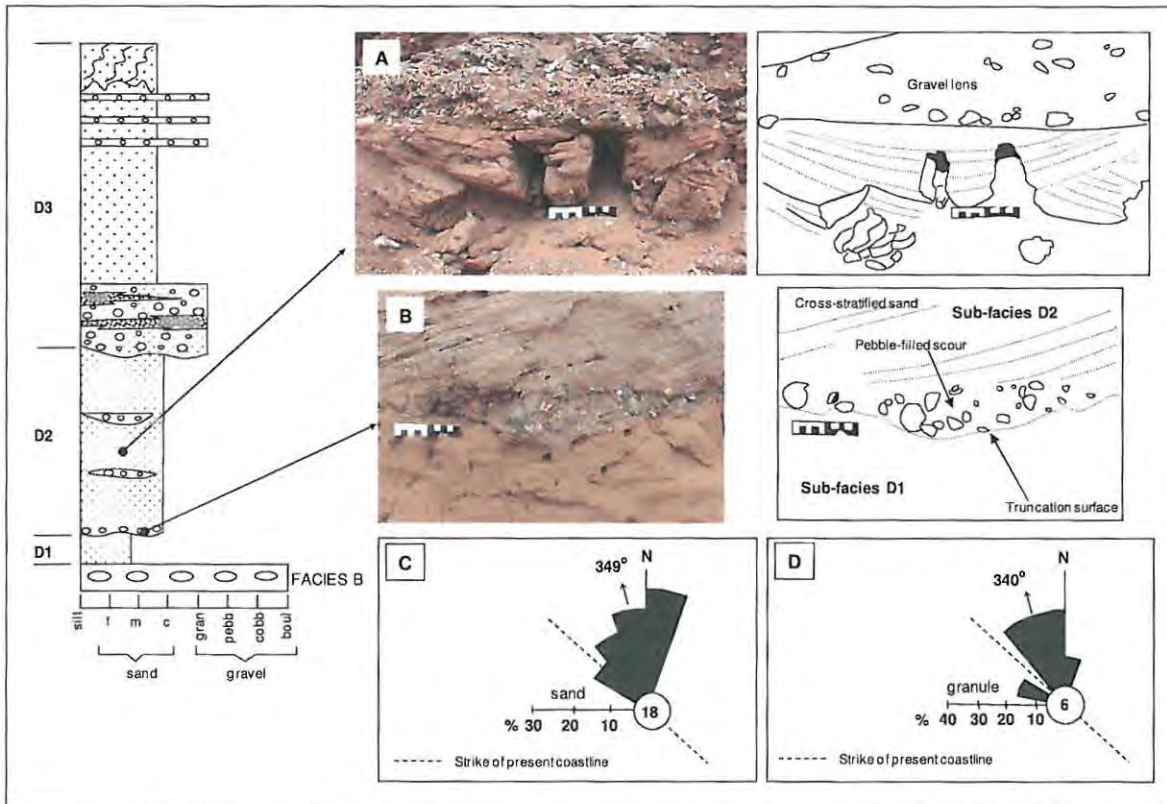 D3
D2
D1
FACIES B
silt
f
m
c
gran
pebb
cobb
boul
sand
gravel
A
Gravel lens
B
Cross-stratified sand
Sub-facies D2
Pebble-filled scour
Sub-facies D1
Truncation surface
C
N
349°
sand
18
% 30 20 10
Strike of present coastline
D
N
340°
granule
6
% 40 30 20 10
Strike of present coastline